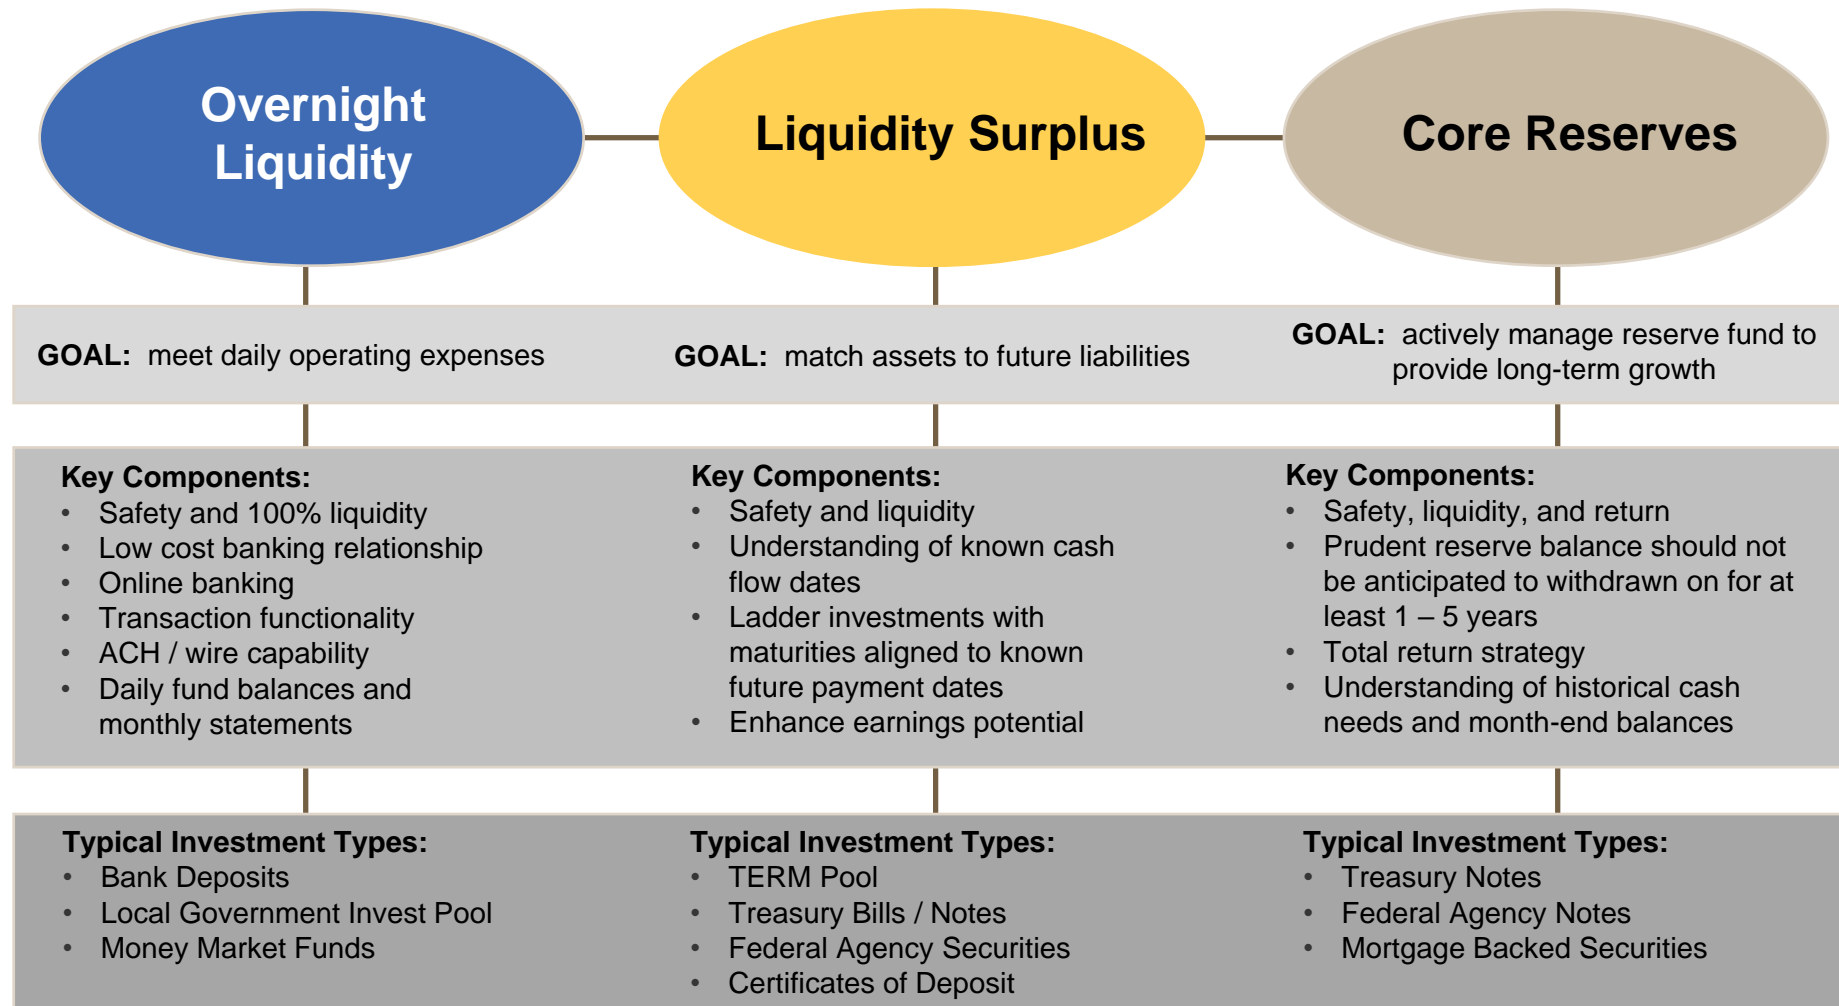 Overnight
Liquidity
Liquidity Surplus
Core Reserves
GOAL: meet daily operating expenses
GOAL: match assets to future liabilities
GOAL: actively manage reserve fund to
provide long-term growth
Key Components:
• Safety and 100% liquidity
• Low cost banking relationship
• Online banking
• Transaction functionality
• ACH / wire capability
• Daily fund balances and
monthly statements
Key Components:
• Safety and liquidity
• Understanding of known cash
flow dates
• Ladder investments with
maturities aligned to known
future payment dates
• Enhance earnings potential
Key Components:
• Safety, liquidity, and return
• Prudent reserve balance should not
be anticipated to withdrawn on for at
least 1 – 5 years
• Total return strategy
• Understanding of historical cash
needs and month-end balances
Typical Investment Types:
• Bank Deposits
• Local Government Invest Pool
• Money Market Funds
Typical Investment Types:
• TERM Pool
• Treasury Bills / Notes
• Federal Agency Securities
• Certificates of Deposit
Typical Investment Types:
• Treasury Notes
• Federal Agency Notes
• Mortgage Backed Securities